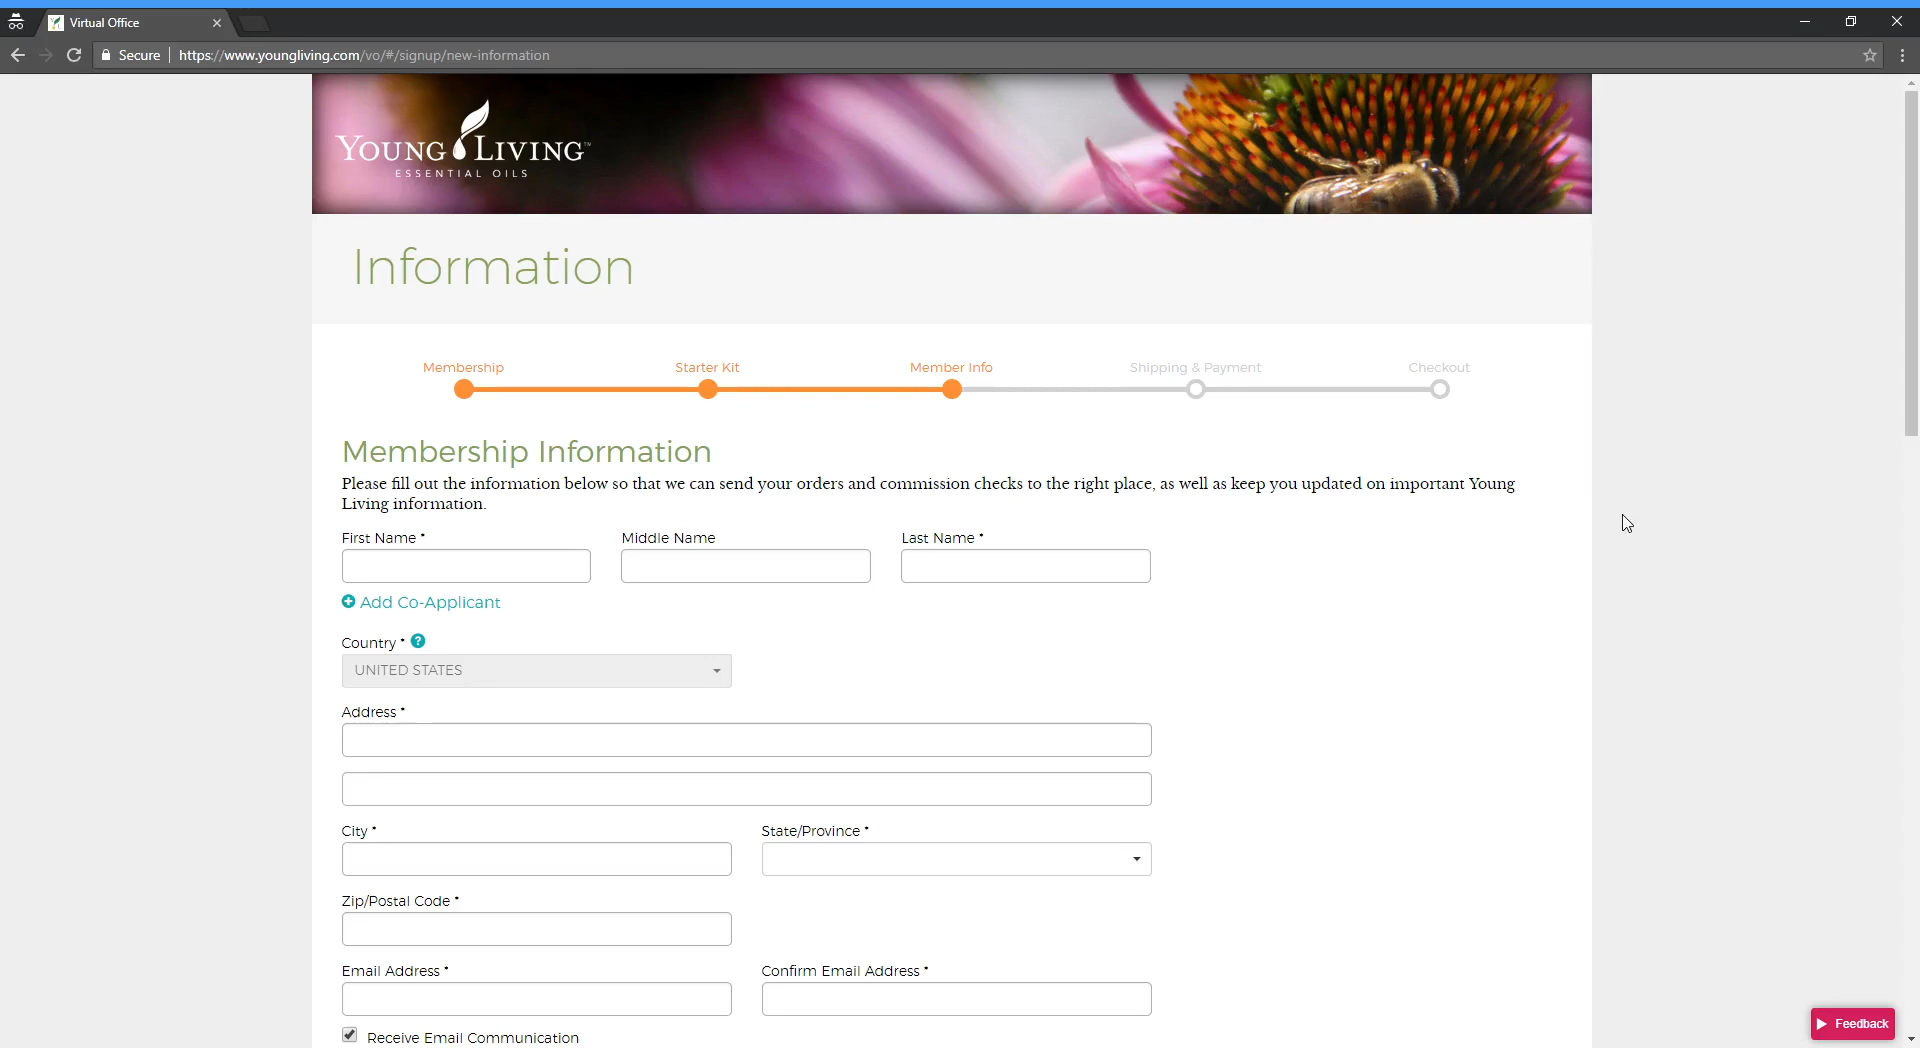 Virtual Office
Secure
https://www.youngliving.com/vo/#/signup/new-information
YOUNG LIVING™
ESSENTIAL OILS
Information
Membership
Starter Kit
Member Info
Shipping & Payment
Checkout
Membership Information
Please fill out the information below so that we can send your orders and commission checks to the right place, as well as keep you updated on important Young
Living information.
First Name *
Middle Name
Last Name *
Add Co-Applicant
Country * ?
UNITED STATES
Address *
City *
State/Province *
Zip/Postal Code *
Email Address *
Confirm Email Address *
Receive Email Communication
Feedback